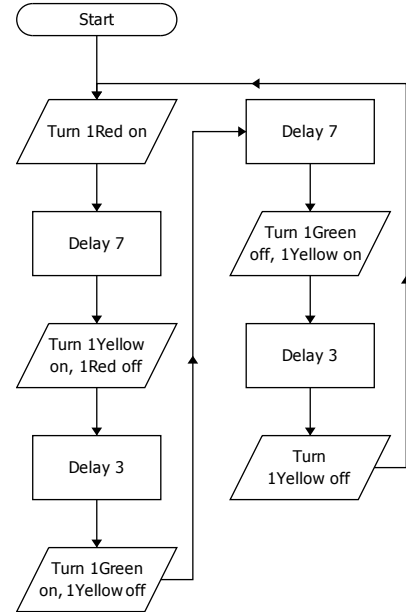 Start
Turn 1Red on
Delay 7
Turn 1Yellow
on, 1Red off
Delay 3
Turn 1Green
on, 1Yellow off
Delay 7
Turn 1Green
off, 1Yellow on
Delay 3
Turn
1Yellow off